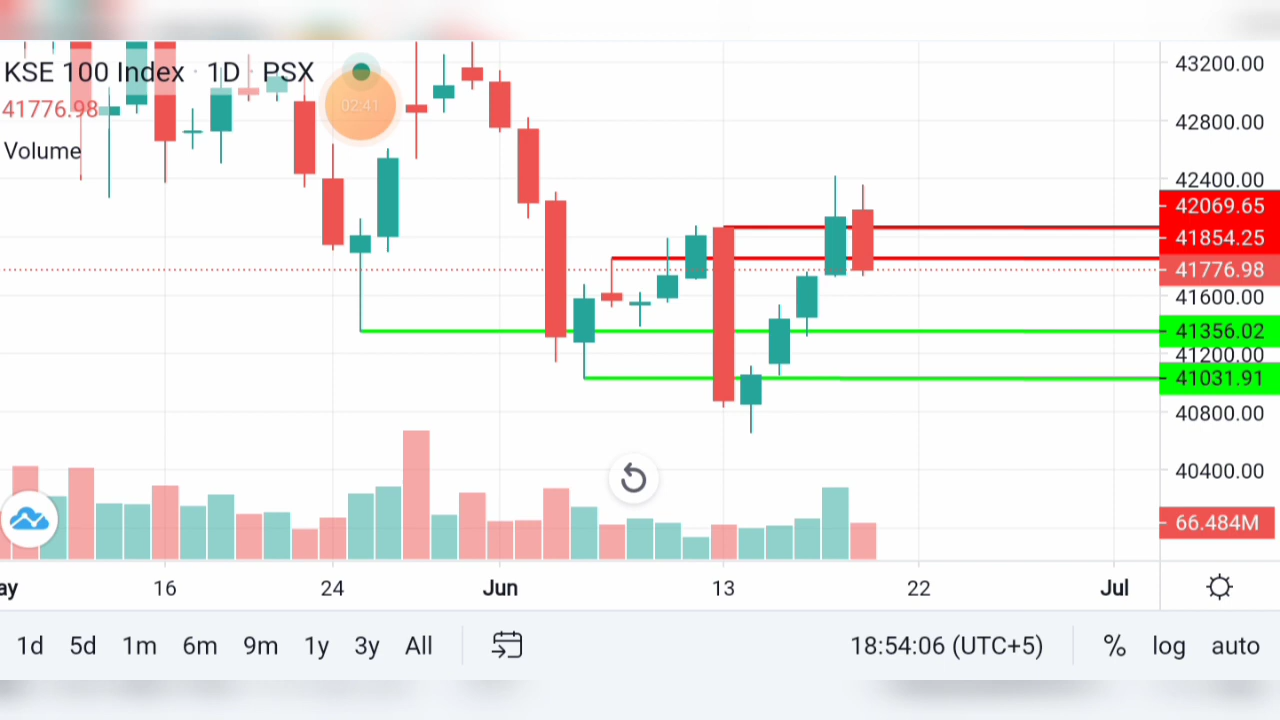 KSE 100 Index · 1D · PSX
41776.98
Volume
02:41
43200.00
42800.00
42400.00
42069.65
41854.25
41776.98
41600.00
41356.02
41200.00
41031.91
40800.00
40400.00
66.484M
ay 16 24 Jun 13 22 Jul
1d 5d 1m 6m 9m 1y 3y All 18:54:06 (UTC+5) % log auto